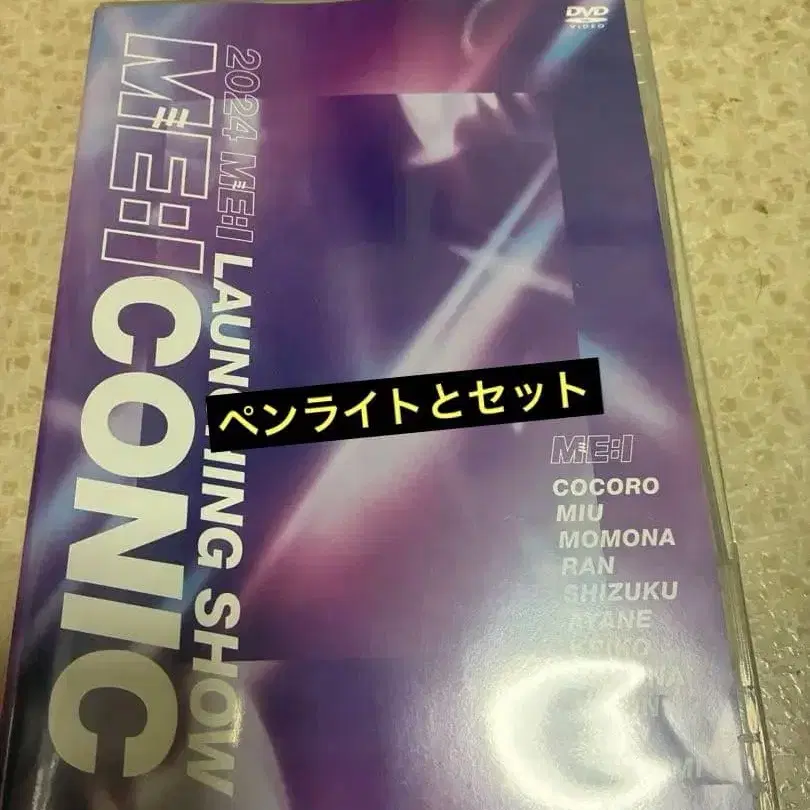 DVD
VIDEO
2024 ME:I LAUNCHING SHOW
ME:I CONIC
ペンライトとセット
ME:I
COCORO
MIU
MOMONA
RAN
SHIZUKU
AYANE
KEIKO